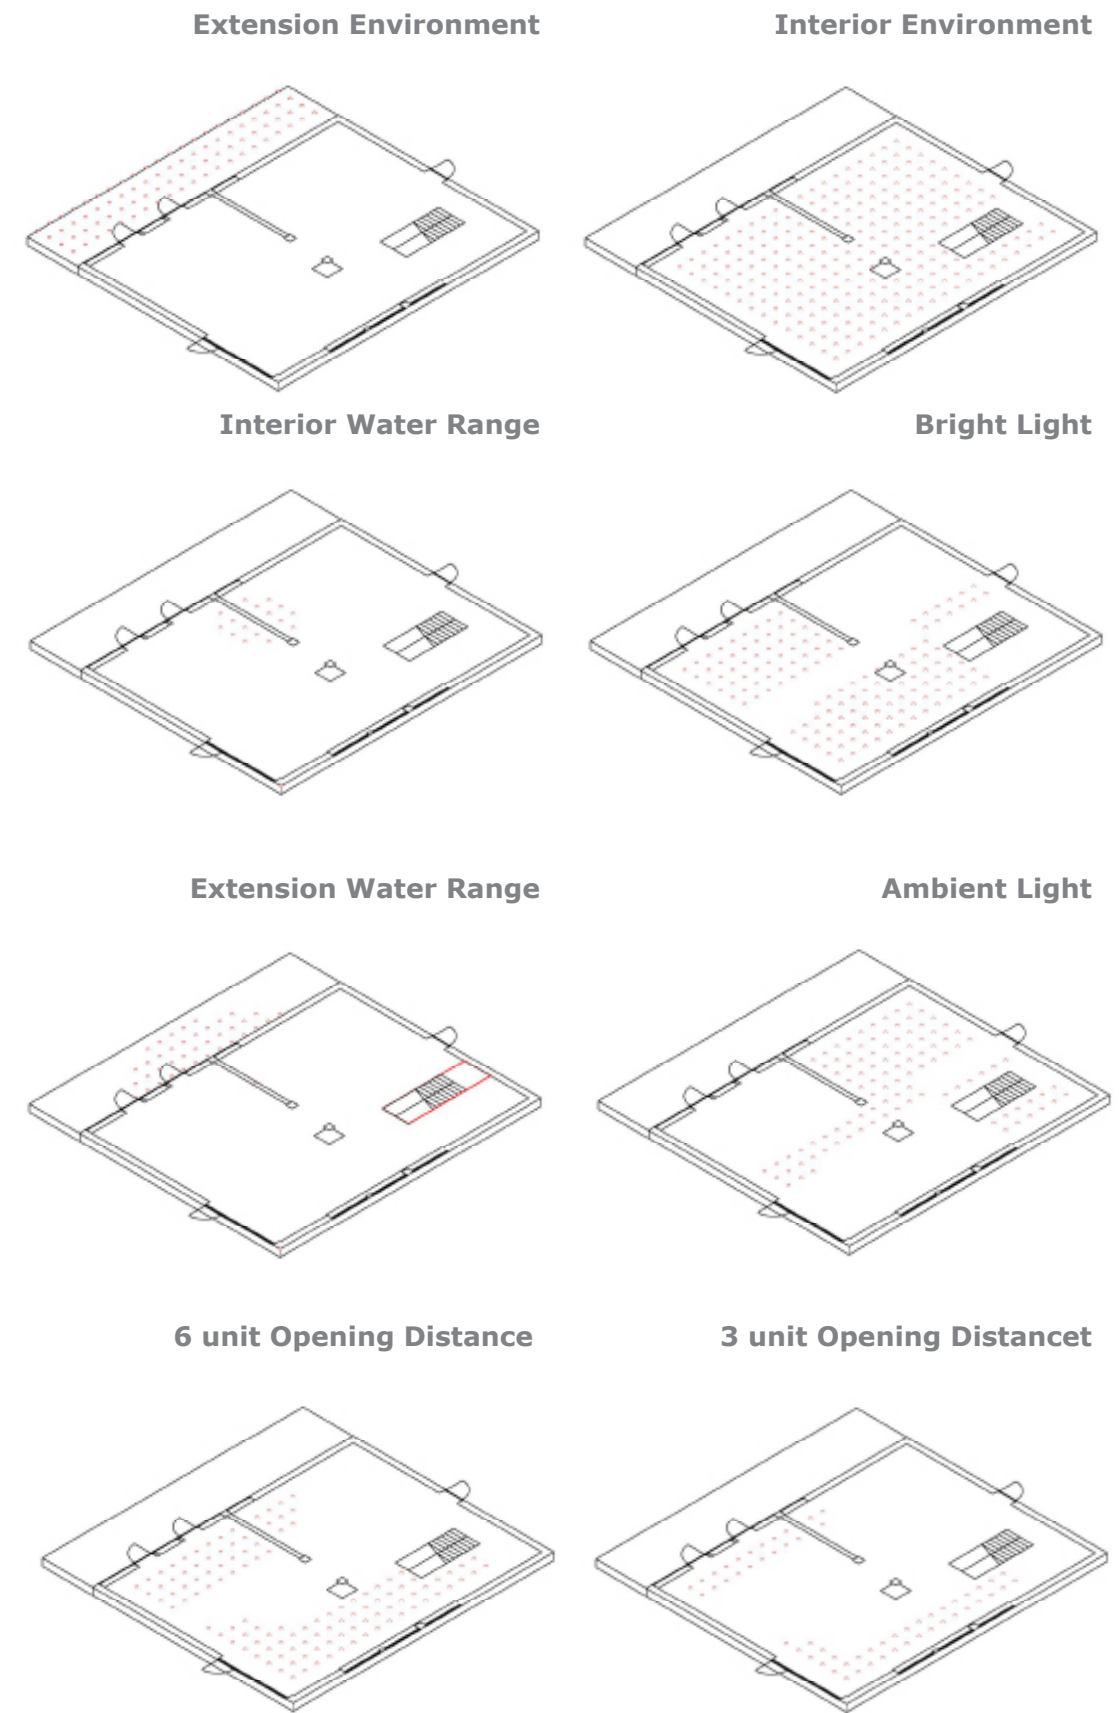 Extension Environment
Interior Environment
Interior Water Range
Bright Light
Extension Water Range
Ambient Light
6 unit Opening Distance
3 unit Opening Distancet